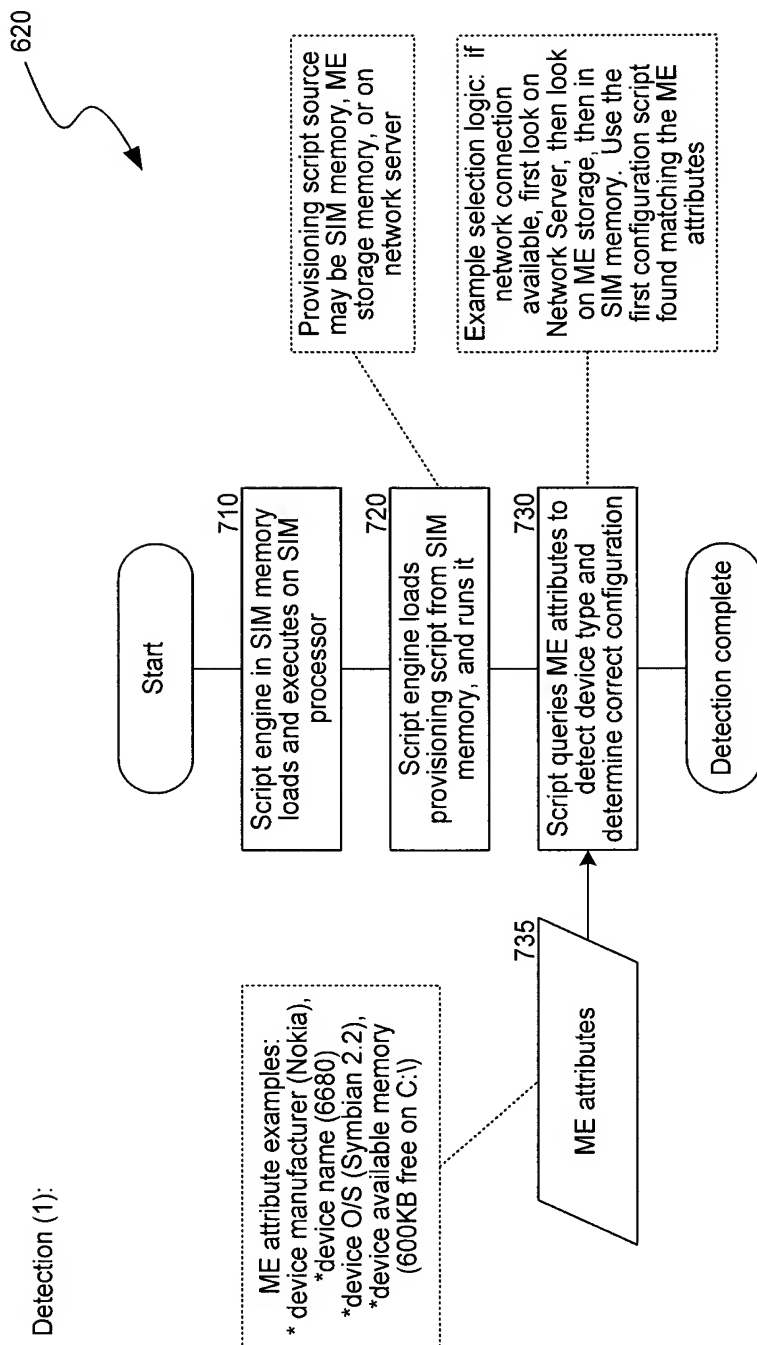 Detection (1):
620
Start
710
Script engine in SIM memory
loads and executes on SIM
processor
720
Script engine loads
provisioning script from SIM
memory, and runs it
Provisioning script source
may be SIM memory, ME
storage memory, or on
network server
ME attribute examples:
* device manufacturer (Nokia),
*device name (6680)
*device O/S (Symbian 2.2),
*device available memory
(600KB free on C:\)
735
ME attributes
730
Script queries ME attributes to
detect device type and
determine correct configuration
Example selection logic: if
network connection
available, first look on
Network Server, then look
on ME storage, then in
SIM memory. Use the
first configuration script
found matching the ME
attributes
Detection complete